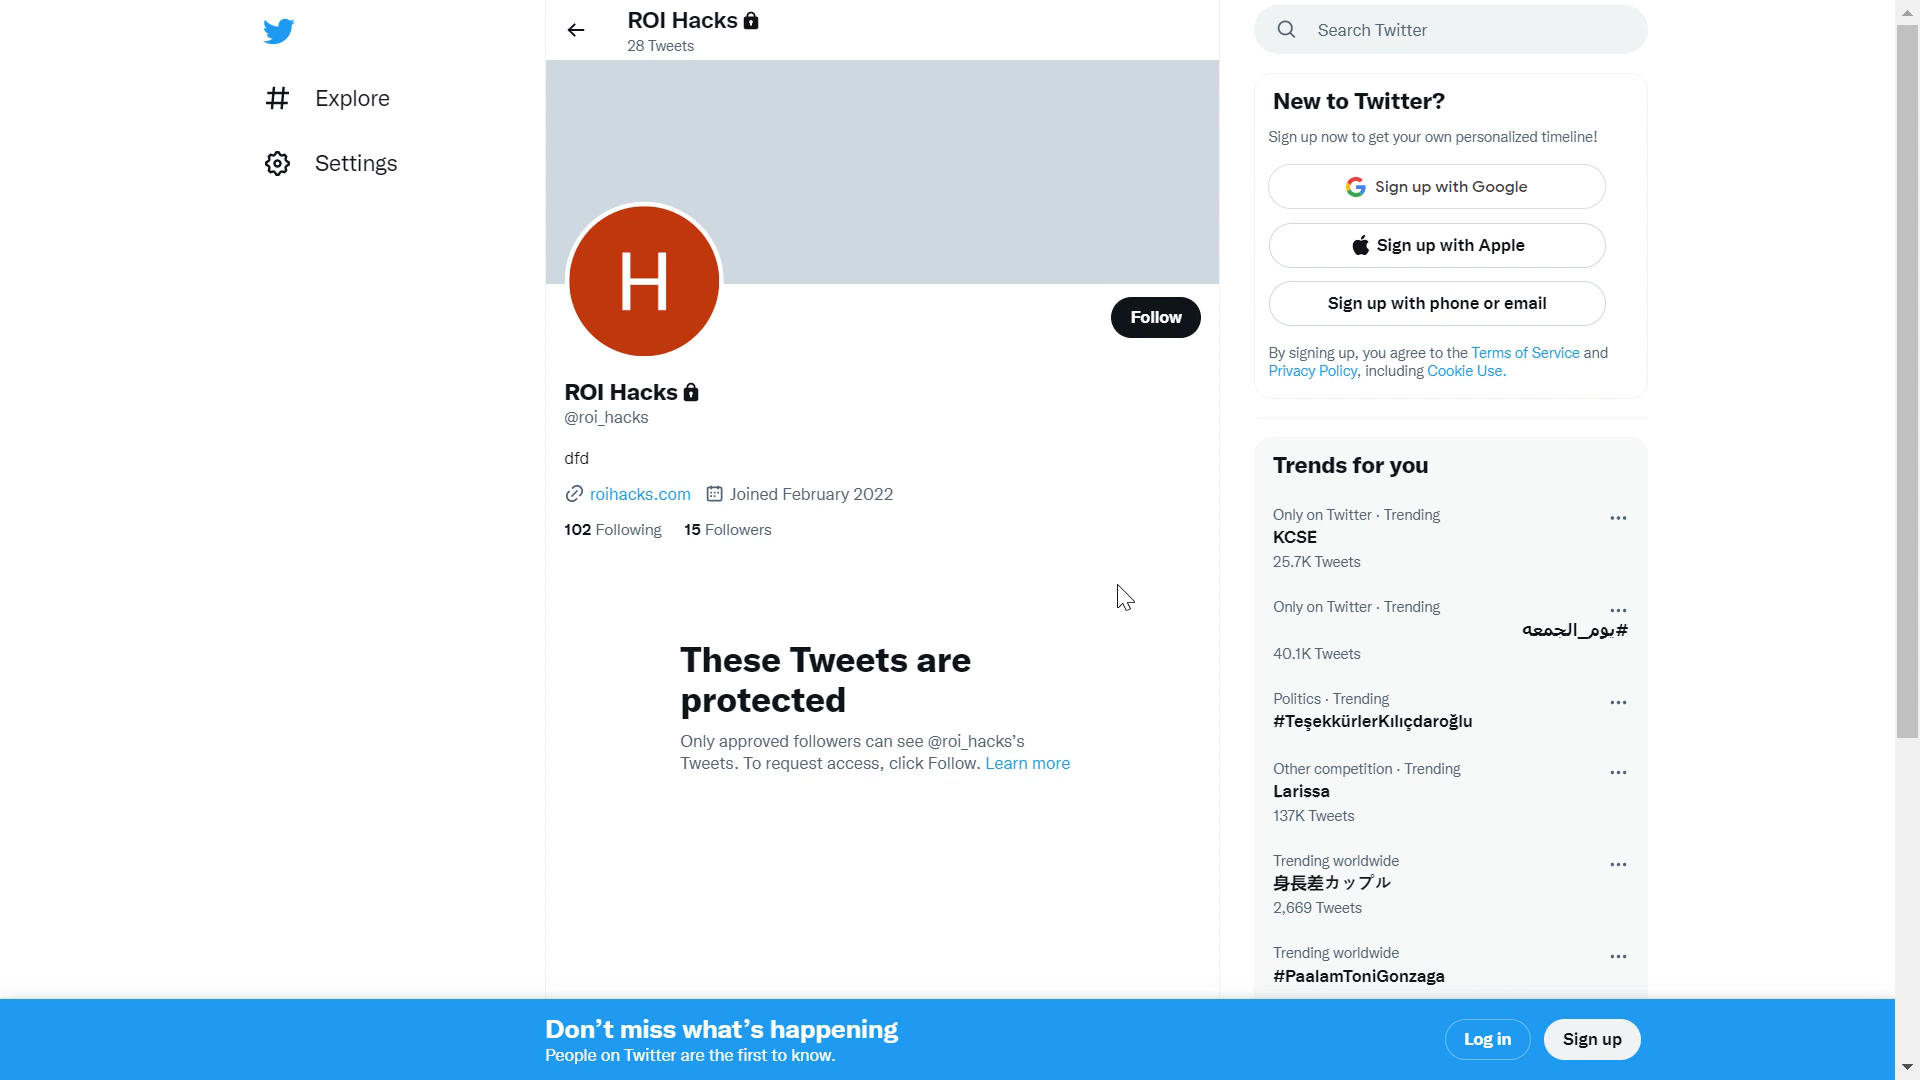 Explore
Settings
ROI Hacks
28 Tweets
H
Follow
ROI Hacks
@roi_hacks
dfd
roihacks.com Joined February 2022
102 Following 15 Followers
These Tweets are
protected
Only approved followers can see @roi_hacks’s
Tweets. To request access, click Follow. Learn more
Search Twitter
New to Twitter?
Sign up now to get your own personalized timeline!
Sign up with Google
Sign up with Apple
Sign up with phone or email
By signing up, you agree to the Terms of Service and
Privacy Policy, including Cookie Use.
Trends for you
Only on Twitter · Trending
KCSE
25.7K Tweets
Only on Twitter · Trending
#يوم_الجمعه
40.1K Tweets
Politics · Trending
#TeşekkürlerKılıçdaroğlu
Other competition · Trending
Larissa
137K Tweets
Trending worldwide
身長差カップル
2,669 Tweets
Trending worldwide
#PaalamToniGonzaga
Don’t miss what’s happening
People on Twitter are the first to know.
Log in
Sign up